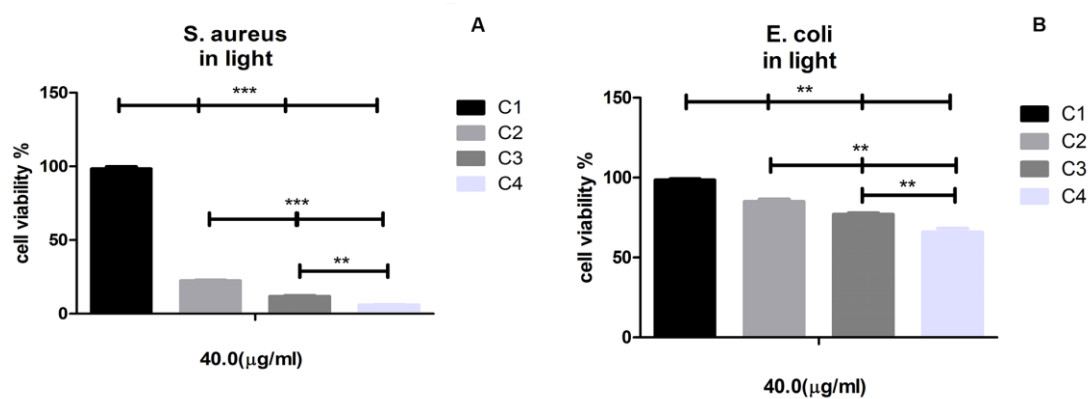 A
S. aureus
in light
150
100
50
0
cell viability %
***
***
**
C1
C2
C3
C4
40.0(μg/ml)
B
E. coli
in light
150
100
50
0
cell viability %
**
**
**
C1
C2
C3
C4
40.0(μg/ml)